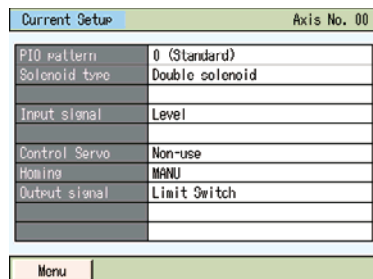 Current Setup Axis No. 00
PIO pattern 0 (Standard)
Solenoid type Double solenoid
Input signal Level
Control Servo Non-use
Homing MANU
Output signal Limit Switch
Menu